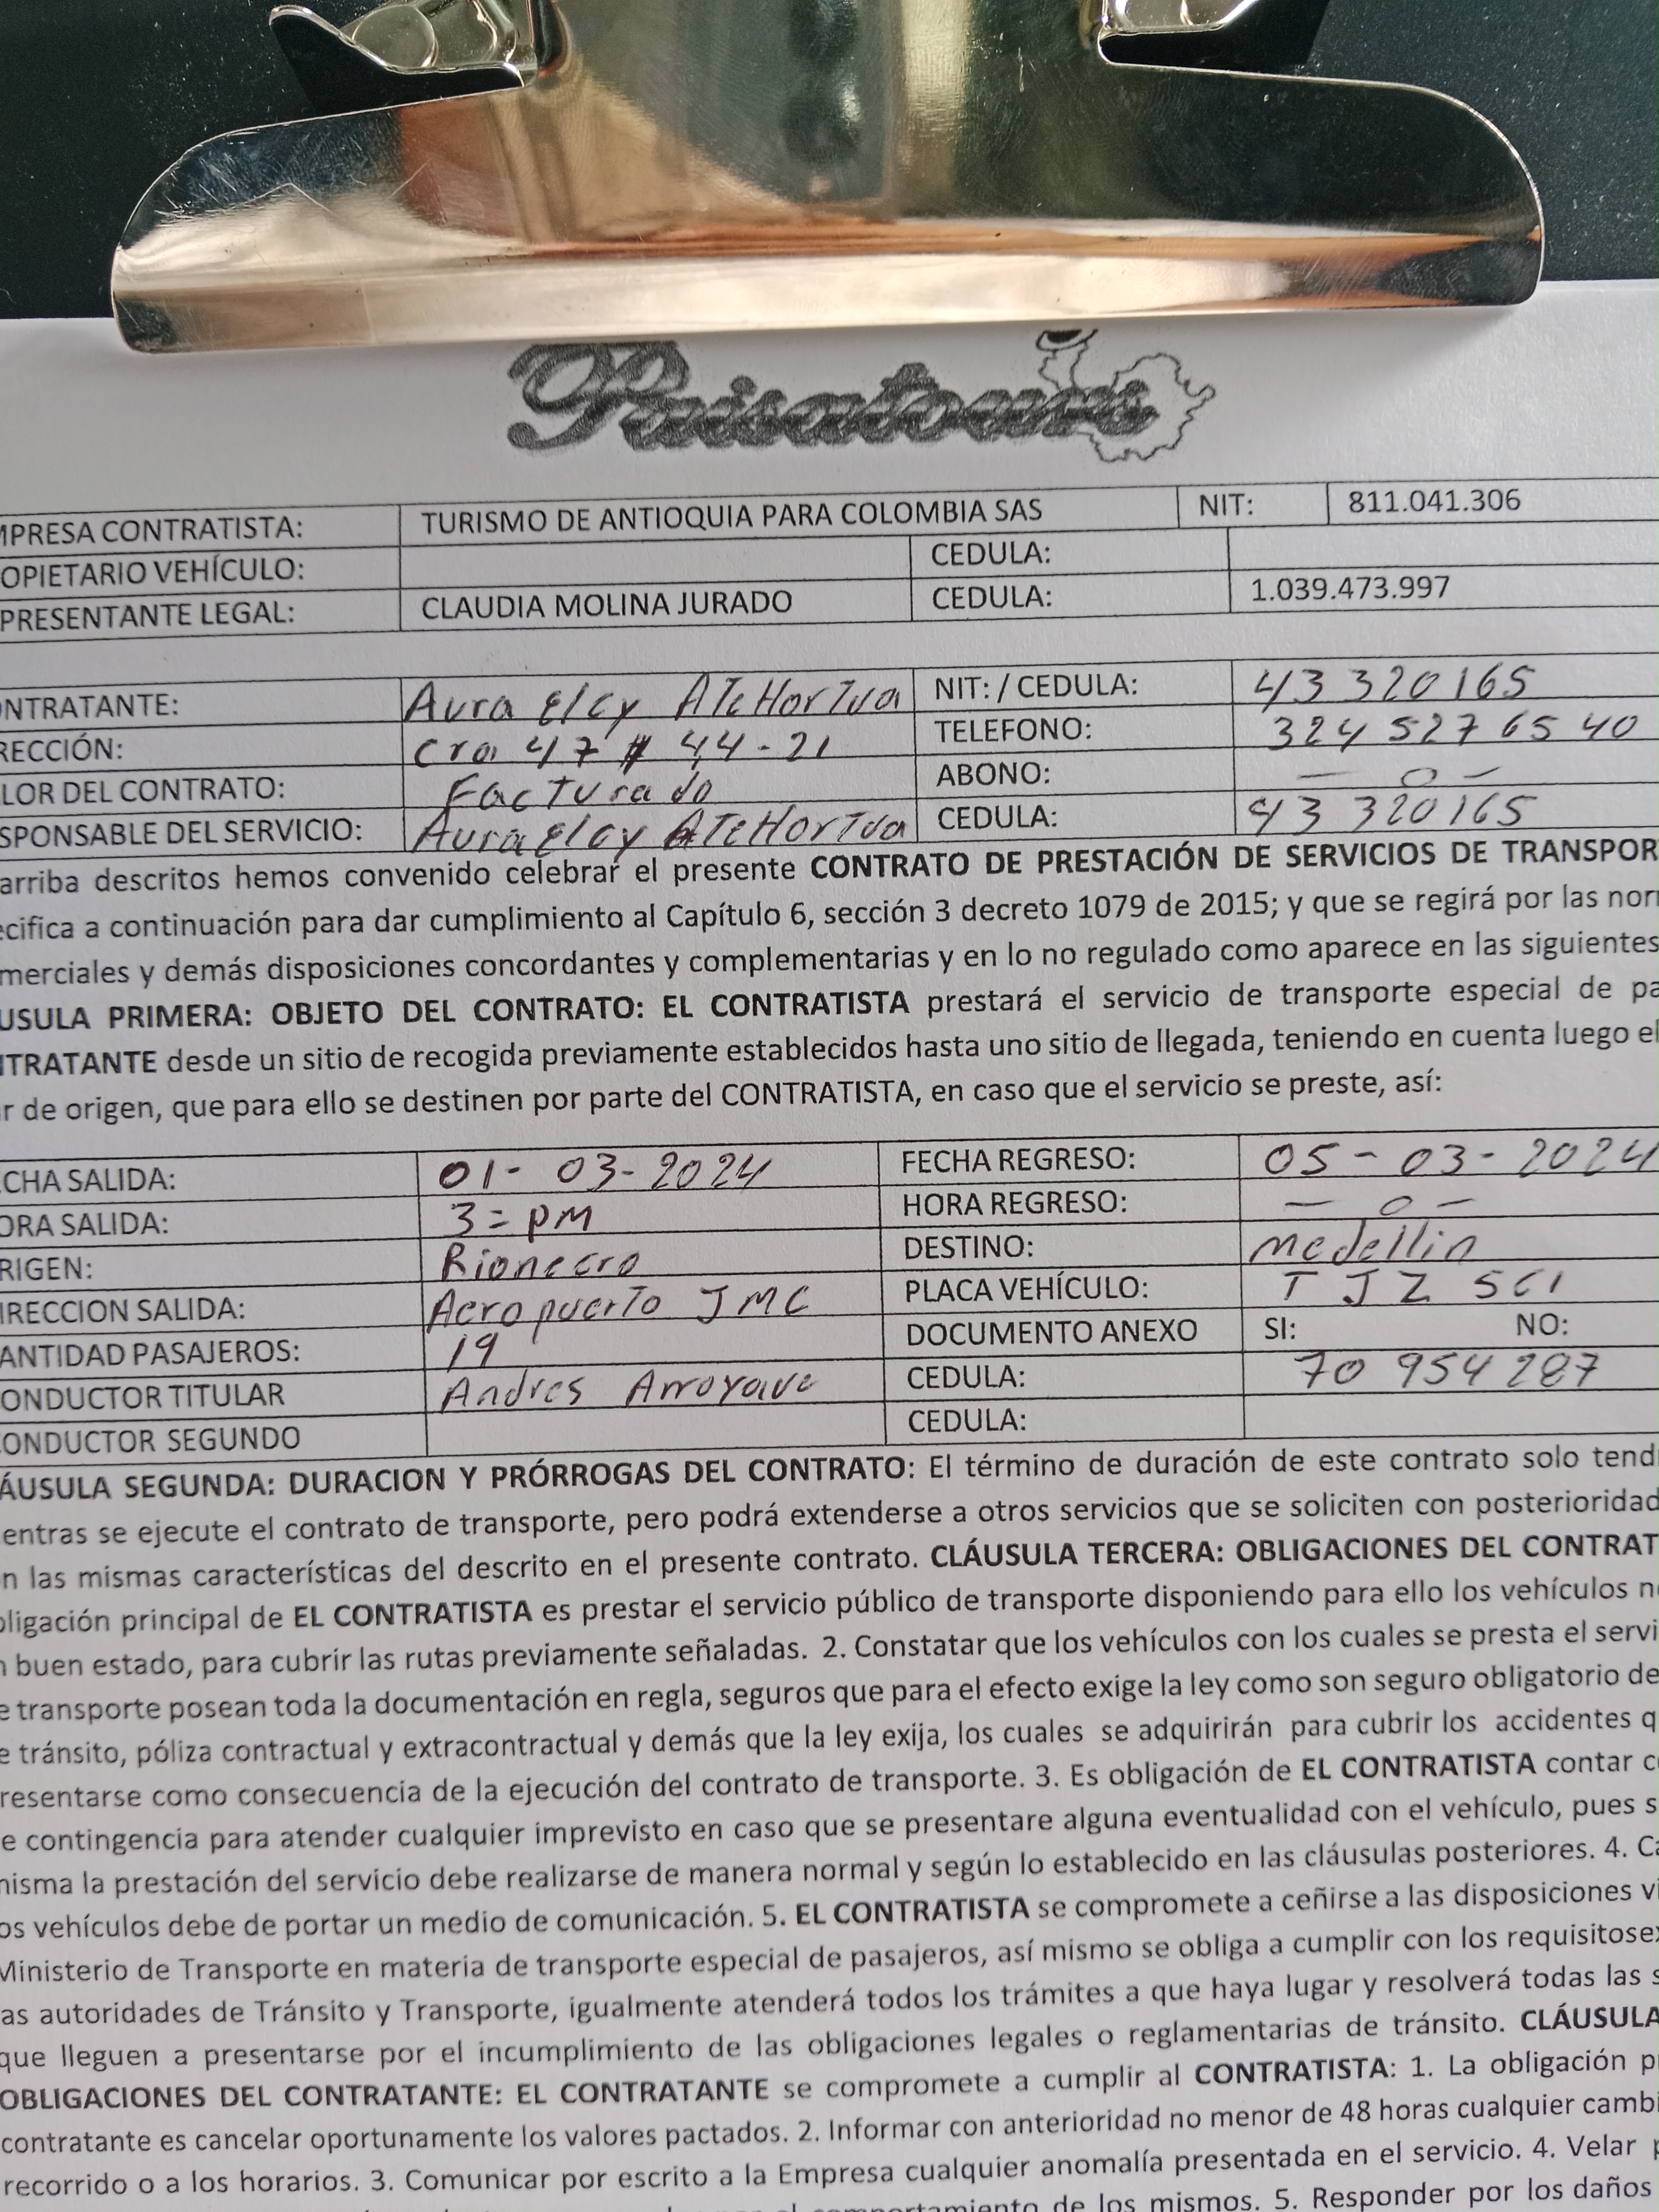 Paisatours
MPRESA CONTRATISTA: TURISMO DE ANTIOQUIA PARA COLOMBIA SAS NIT: 811.041.306
OPIETARIO VEHÍCULO: CEDULA:
PRESENTANTE LEGAL: CLAUDIA MOLINA JURADO CEDULA: 1.039.473.997
NTRATANTE: Aura Elcy ATeHorTua NIT: / CEDULA: 43 320165
RECCIÓN: cra 47 # 44-21 TELEFONO: 324 527 65 40
LOR DEL CONTRATO: FacTurado ABONO: — 0 —
SPONSABLE DEL SERVICIO: Aura Elcy ATeHorTua CEDULA: 43 320165
arriba descritos hemos convenido celebrar el presente CONTRATO DE PRESTACIÓN DE SERVICIOS DE TRANSPOR
ecifica a continuación para dar cumplimiento al Capítulo 6, sección 3 decreto 1079 de 2015; y que se regirá por las nor
merciales y demás disposiciones concordantes y complementarias y en lo no regulado como aparece en las siguientes
USULA PRIMERA: OBJETO DEL CONTRATO: EL CONTRATISTA prestará el servicio de transporte especial de pa
NTRATANTE desde un sitio de recogida previamente establecidos hasta uno sitio de llegada, teniendo en cuenta luego el
r de origen, que para ello se destinen por parte del CONTRATISTA, en caso que el servicio se preste, así:
CHA SALIDA: 01- 03-2024 FECHA REGRESO: 05-03-2024
ORA SALIDA: 3= pM HORA REGRESO: — 0 —
RIGEN: Rionegro DESTINO: Medellin
IRECCION SALIDA: AeropuerTo JMC PLACA VEHÍCULO: TJZ 561
ANTIDAD PASAJEROS: 19 DOCUMENTO ANEXO SI: NO:
ONDUCTOR TITULAR Andres Arroyave CEDULA: 70 954 287
CONDUCTOR SEGUNDO CEDULA:
ÁUSULA SEGUNDA: DURACION Y PRÓRROGAS DEL CONTRATO: El término de duración de este contrato solo tend
entras se ejecute el contrato de transporte, pero podrá extenderse a otros servicios que se soliciten con posterioridad
n las mismas características del descrito en el presente contrato. CLÁUSULA TERCERA: OBLIGACIONES DEL CONTRAT
bligación principal de EL CONTRATISTA es prestar el servicio público de transporte disponiendo para ello los vehículos n
n buen estado, para cubrir las rutas previamente señaladas. 2. Constatar que los vehículos con los cuales se presta el servi
e transporte posean toda la documentación en regla, seguros que para el efecto exige la ley como son seguro obligatorio de
e tránsito, póliza contractual y extracontractual y demás que la ley exija, los cuales se adquirirán para cubrir los accidentes q
resentarse como consecuencia de la ejecución del contrato de transporte. 3. Es obligación de EL CONTRATISTA contar c
e contingencia para atender cualquier imprevisto en caso que se presentare alguna eventualidad con el vehículo, pues s
misma la prestación del servicio debe realizarse de manera normal y según lo establecido en las cláusulas posteriores. 4. Ca
os vehículos debe de portar un medio de comunicación. 5. EL CONTRATISTA se compromete a ceñirse a las disposiciones vi
Ministerio de Transporte en materia de transporte especial de pasajeros, así mismo se obliga a cumplir con los requisitosex
as autoridades de Tránsito y Transporte, igualmente atenderá todos los trámites a que haya lugar y resolverá todas las s
que lleguen a presentarse por el incumplimiento de las obligaciones legales o reglamentarias de tránsito. CLÁUSULA
OBLIGACIONES DEL CONTRATANTE: EL CONTRATANTE se compromete a cumplir al CONTRATISTA: 1. La obligación p
contratante es cancelar oportunamente los valores pactados. 2. Informar con anterioridad no menor de 48 horas cualquier cambi
recorrido o a los horarios. 3. Comunicar por escrito a la Empresa cualquier anomalía presentada en el servicio. 4. Velar p
comportamiento de los mismos. 5. Responder por los daños